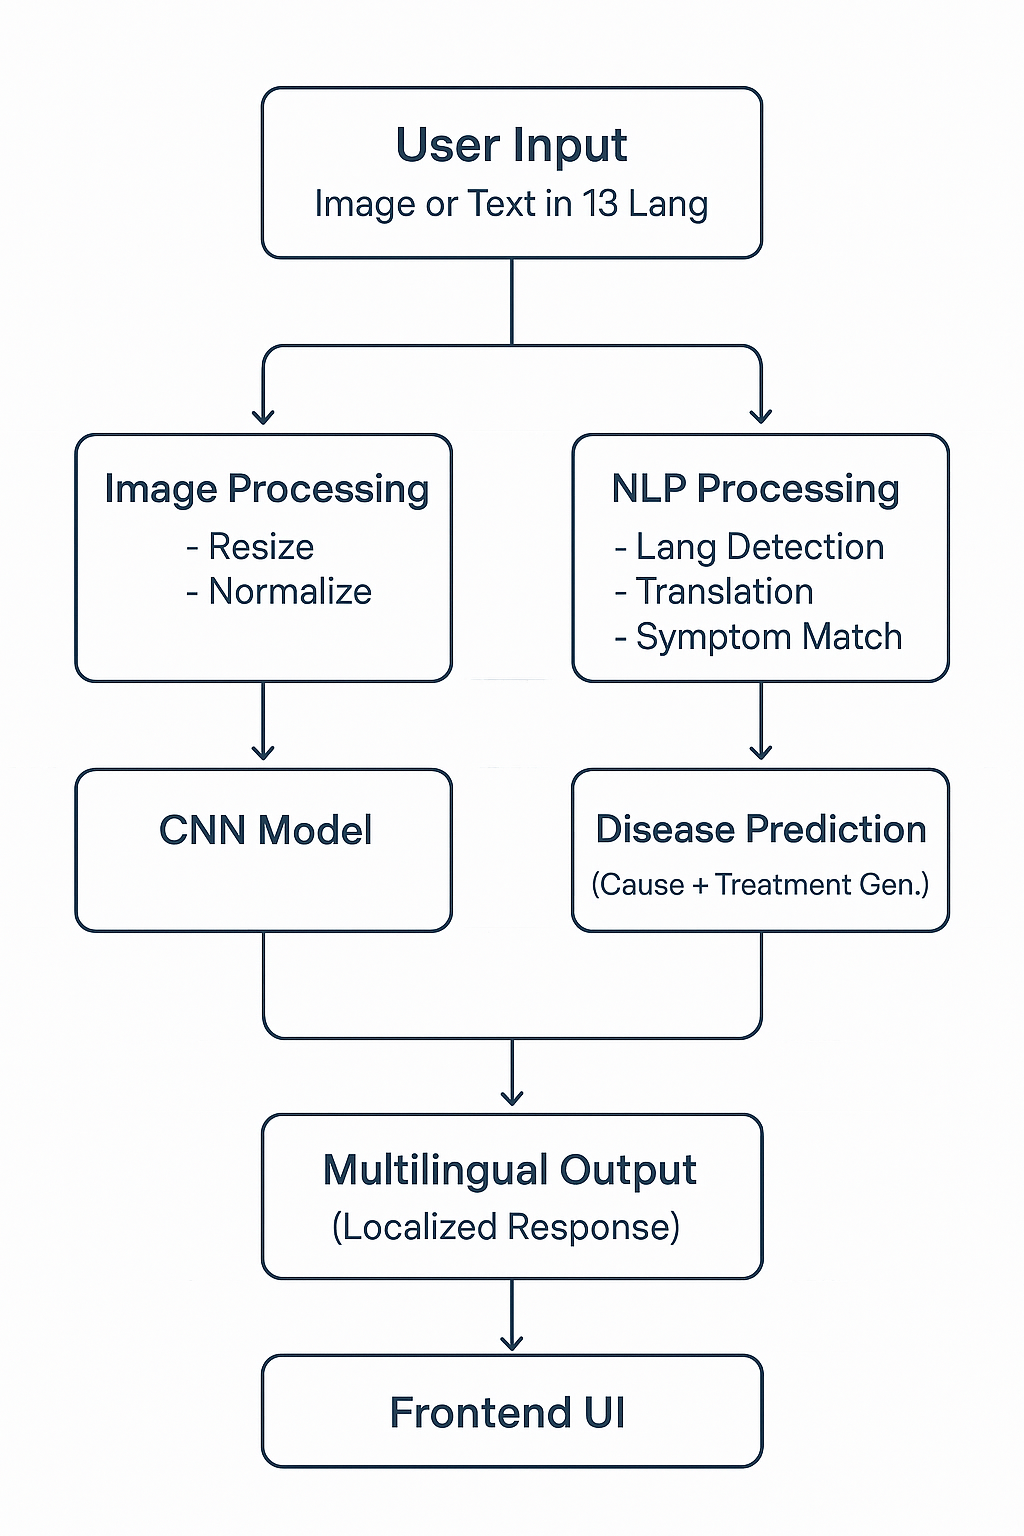 User Input
Image or Text in 13 Lang
Image Processing
- Resize
- Normalize
NLP Processing
- Lang Detection
- Translation
- Symptom Match
CNN Model
Disease Prediction
(Cause + Treatment Gen.)
Multilingual Output
(Localized Response)
Frontend UI